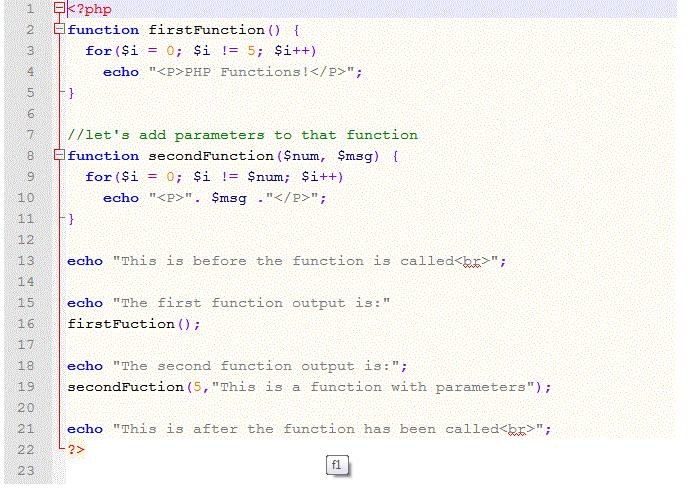 1 <?php
2 function firstFunction() {
3 for($i = 0; $i != 5; $i++)
4 echo "<P>PHP Functions!</P>";
5 }
6
7 //let's add parameters to that function
8 function secondFunction($num, $msg) {
9 for($i = 0; $i != $num; $i++)
10 echo "<P>". $msg ."</P>";
11 }
12
13 echo "This is before the function is called<br>";
14
15 echo "The first function output is:"
16 firstFuction();
17
18 echo "The second function output is:";
19 secondFuction(5,"This is a function with parameters");
20
21 echo "This is after the function has been called<br>";
22 ?>
23
f1